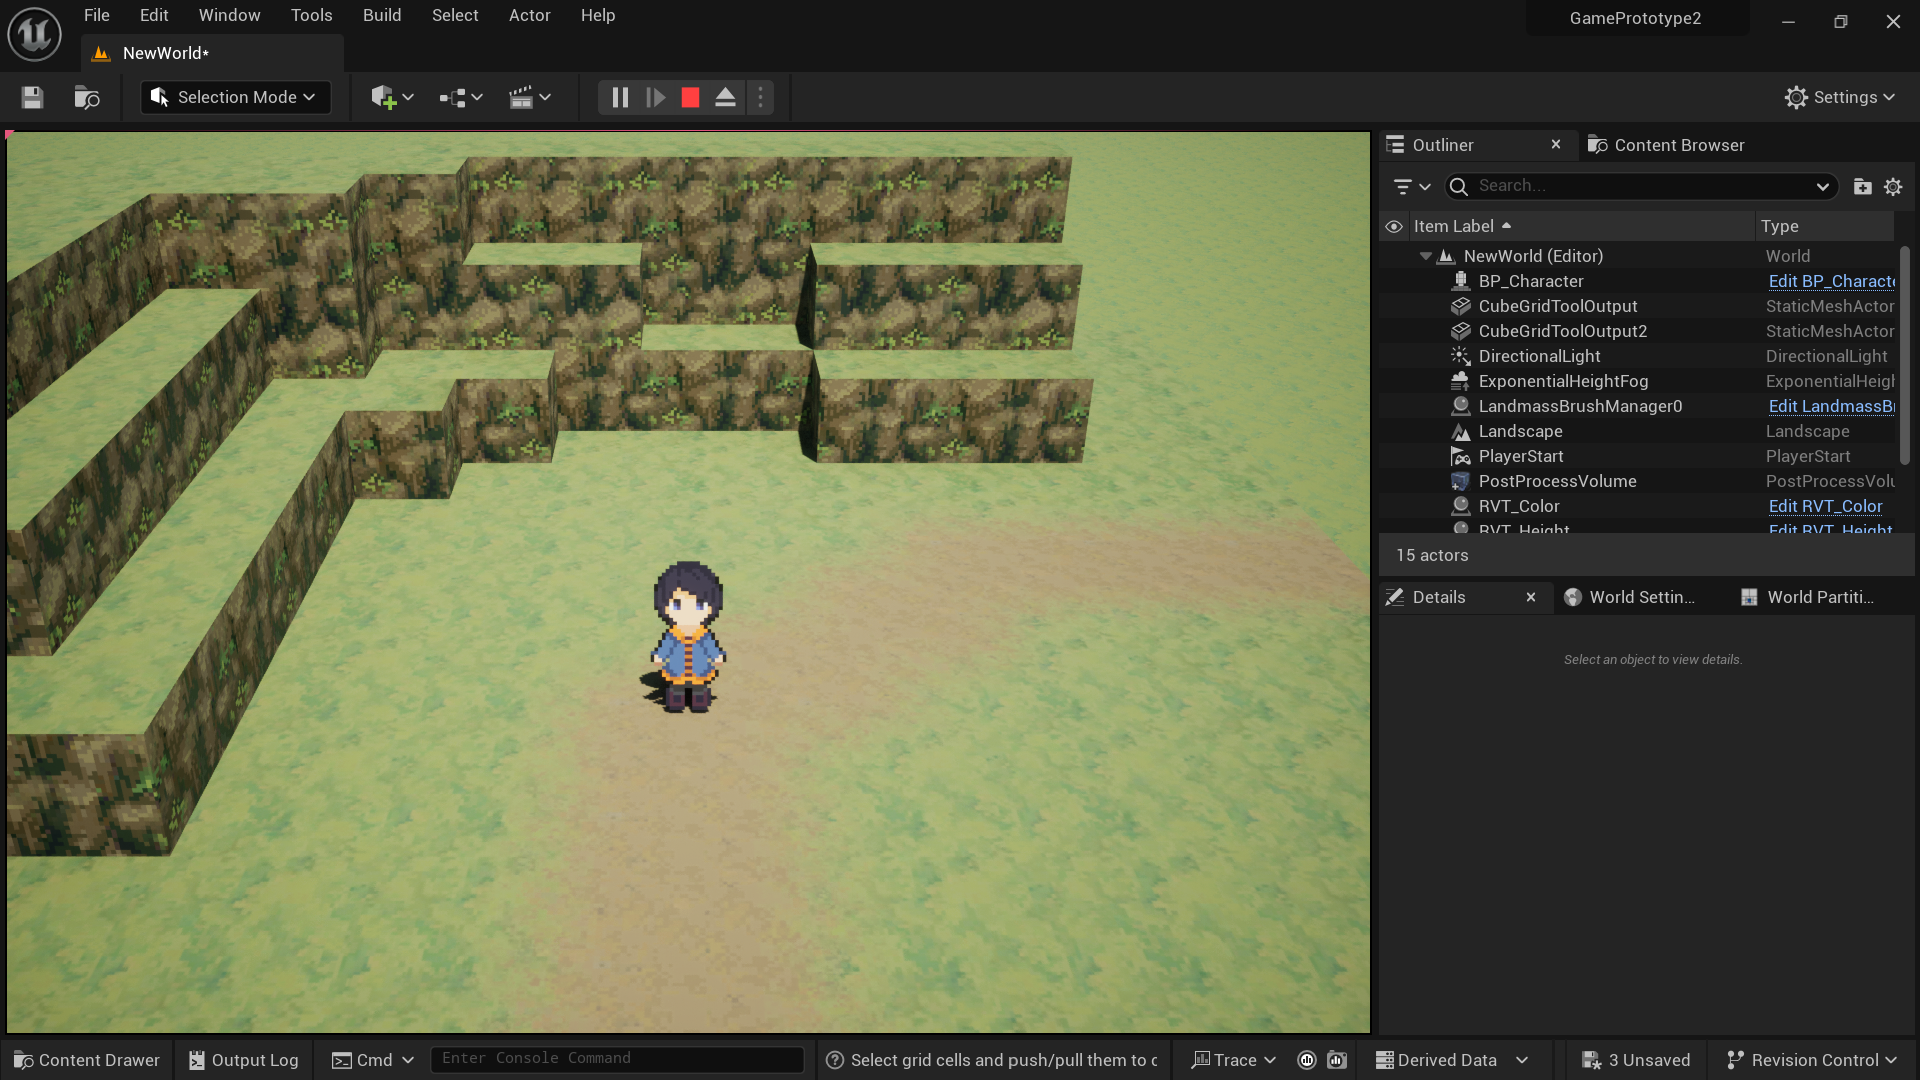 File Edit Window Tools Build Select Actor Help
GamePrototype2
NewWorld*
Selection Mode
Settings
Outliner
Content Browser
Search...
Item Label Type
NewWorld (Editor) World
BP_Character Edit BP_Characte
CubeGridToolOutput StaticMeshActor
CubeGridToolOutput2 StaticMeshActor
DirectionalLight DirectionalLight
ExponentialHeightFog ExponentialHeigh
LandmassBrushManager0 Edit LandmassBr
Landscape Landscape
PlayerStart PlayerStart
PostProcessVolume PostProcessVolu
RVT_Color Edit RVT_Color
RVT_Height Edit RVT_Height
15 actors
Details
World Settin...
World Partiti...
Select an object to view details.
Content Drawer
Output Log
Cmd
Enter Console Command
Select grid cells and push/pull them to c
Trace
Derived Data
3 Unsaved
Revision Control